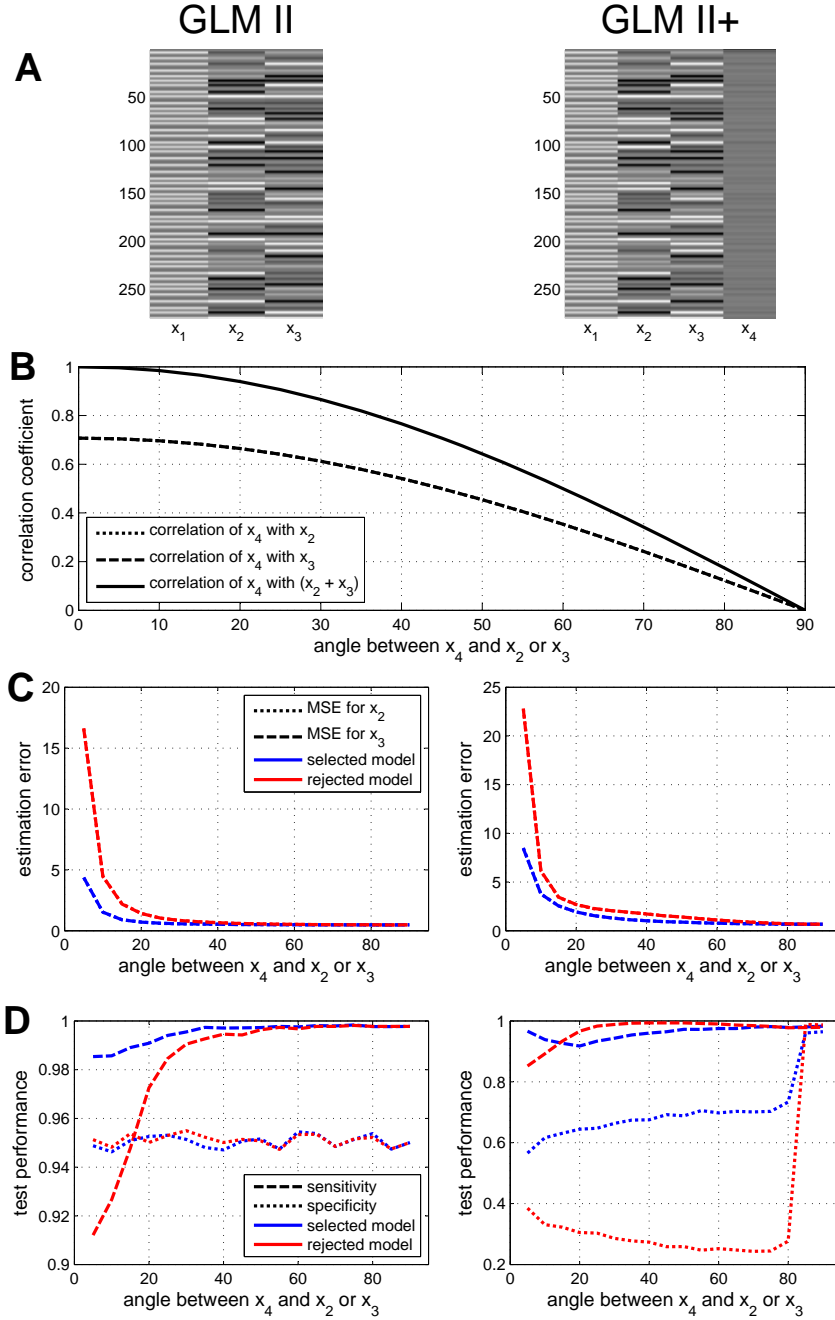 GLM II
GLM II+
A
50
100
150
200
250
x1 x2 x3
50
100
150
200
250
x1 x2 x3 x4
B
correlation coefficient
1
0.8
0.6
0.4
0.2
0
correlation of x4 with x2
correlation of x4 with x3
correlation of x4 with (x2 + x3)
0 10 20 30 40 50 60 70 80 90
angle between x4 and x2 or x3
C
estimation error
20
15
10
5
0
MSE for x2
MSE for x3
selected model
rejected model
0 20 40 60 80
angle between x4 and x2 or x3
estimation error
25
20
15
10
5
0
0 20 40 60 80
angle between x4 and x2 or x3
D
test performance
1
0.98
0.96
0.94
0.92
0.9
sensitivity
specificity
selected model
rejected model
0 20 40 60 80
angle between x4 and x2 or x3
test performance
1
0.8
0.6
0.4
0.2
0 20 40 60 80
angle between x4 and x2 or x3